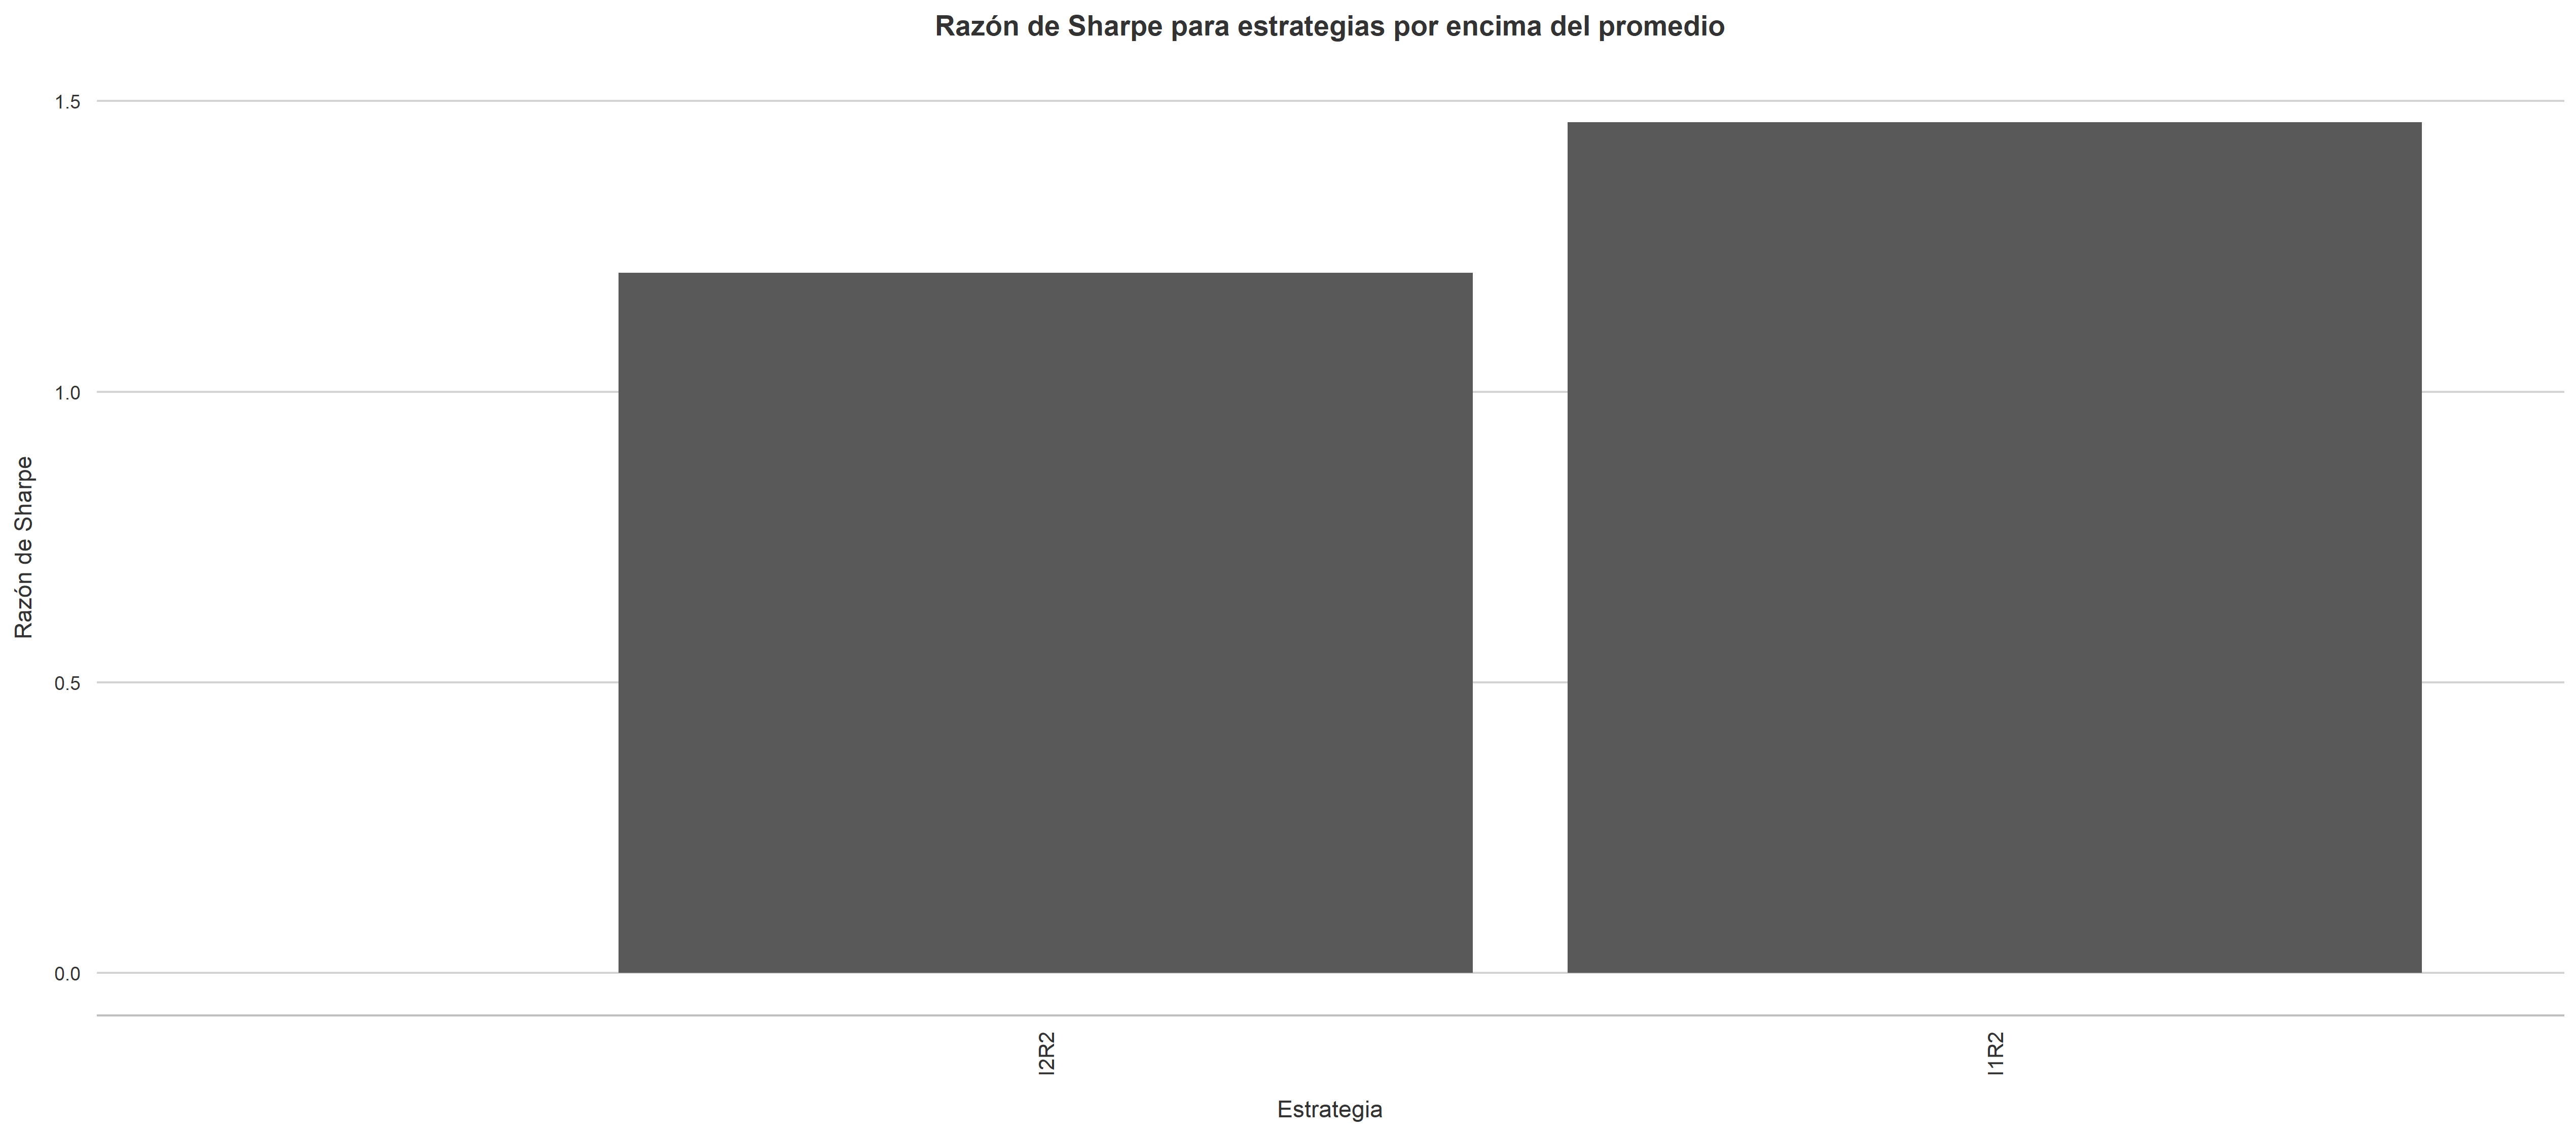 Razón de Sharpe para estrategias por encima del promedio
Razón de Sharpe
1.5
1.0
0.5
0.0
I2R2
I1R2
Estrategia